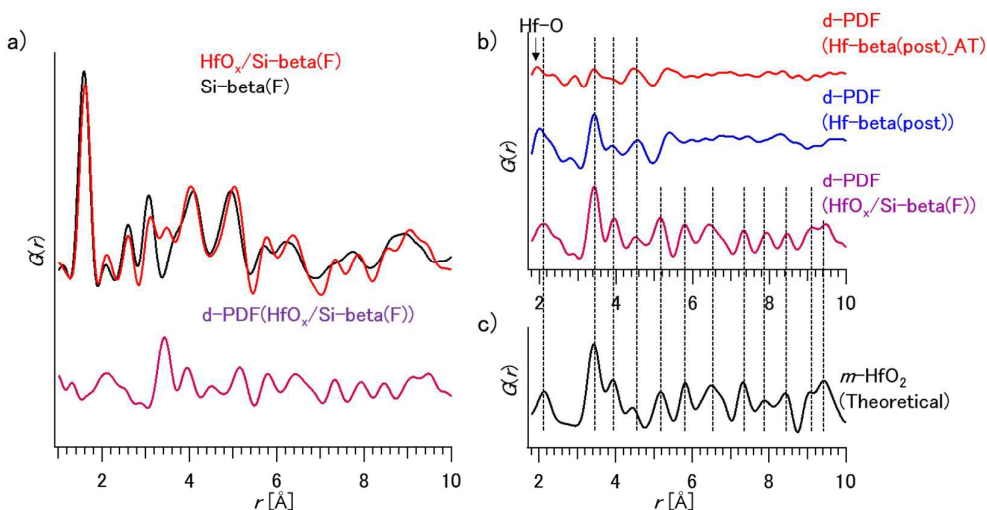 a)
HfOₓ/Si-beta(F)
Si-beta(F)
G(r)
d-PDF(HfOₓ/Si-beta(F))
2 4 6 8 10
r [Å]
b)
Hf-O
d-PDF
(Hf-beta(post)_AT)
d-PDF
(Hf-beta(post))
d-PDF
(HfOₓ/Si-beta(F))
G(r)
2 4 6 8 10
c)
G(r)
m-HfO₂
(Theoretical)
2 4 6 8 10
r [Å]